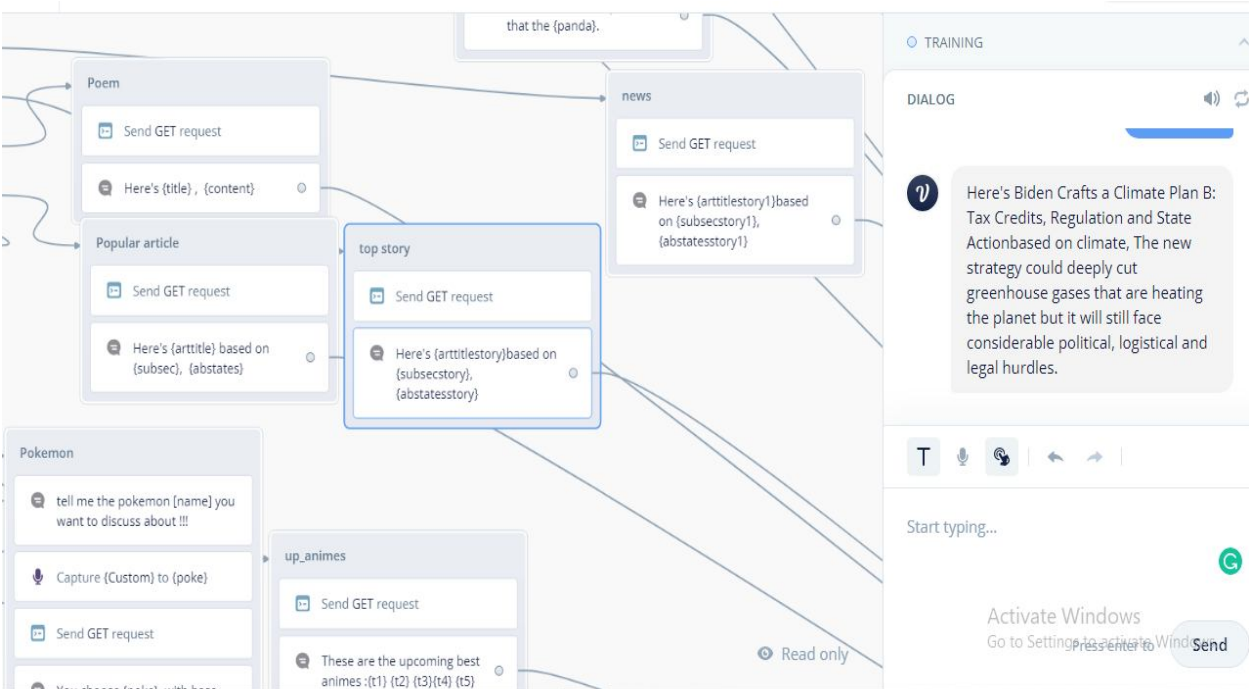 that the {panda}.
Poem
Send GET request
Here's {title} , {content}
Popular article
Send GET request
Here's {arttitle} based on
{subsec}, {abstates}
top story
Send GET request
Here's {arttitlestory}based on
{subsecstory},
{abstatesstory}
news
Send GET request
Here's {arttitlestory1}based
on {subsecstory1},
{abstatesstory1}
Pokemon
tell me the pokemon [name] you
want to discuss about !!!
Capture {Custom} to {poke}
Send GET request
You choose {poke}, with base
up_animes
Send GET request
These are the upcoming best
animes :{t1} {t2} {t3}{t4} {t5}
Read only
TRAINING
DIALOG
Here's Biden Crafts a Climate Plan B:
Tax Credits, Regulation and State
Actionbased on climate, The new
strategy could deeply cut
greenhouse gases that are heating
the planet but it will still face
considerable political, logistical and
legal hurdles.
T
Start typing...
Activate Windows
Go to Settings to activate Windows.
Press enter to
Send